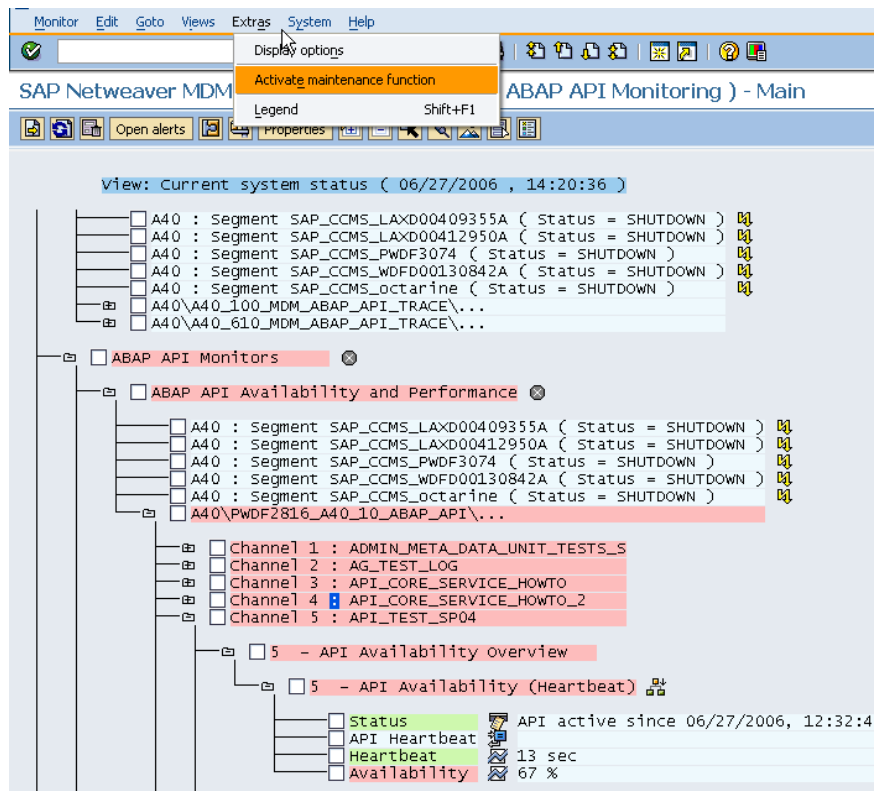 Monitor Edit Goto Views Extras System Help
Display options
Activate maintenance function
SAP Netweaver MDM ABAP API Monitoring ) - Main
Legend Shift+F1
Open alerts Properties
View: Current system status ( 06/27/2006 , 14:20:36 )
A40 : Segment SAP_CCMS_LAXD00409355A ( Status = SHUTDOWN )
A40 : Segment SAP_CCMS_LAXD00412950A ( Status = SHUTDOWN )
A40 : Segment SAP_CCMS_PWDF3074 ( Status = SHUTDOWN )
A40 : Segment SAP_CCMS_WDFD00130842A ( Status = SHUTDOWN )
A40 : Segment SAP_CCMS_octarine ( Status = SHUTDOWN )
A40\A40_100_MDM_ABAP_API_TRACE\...
A40\A40_610_MDM_ABAP_API_TRACE\...
ABAP API Monitors
ABAP API Availability and Performance
A40 : Segment SAP_CCMS_LAXD00409355A ( Status = SHUTDOWN )
A40 : Segment SAP_CCMS_LAXD00412950A ( Status = SHUTDOWN )
A40 : Segment SAP_CCMS_PWDF3074 ( Status = SHUTDOWN )
A40 : Segment SAP_CCMS_WDFD00130842A ( Status = SHUTDOWN )
A40 : Segment SAP_CCMS_octarine ( Status = SHUTDOWN )
A40\PWDF2816_A40_10_ABAP_API\...
Channel 1 : ADMIN_META_DATA_UNIT_TESTS_S
Channel 2 : AG_TEST_LOG
Channel 3 : API_CORE_SERVICE_HOWTO
Channel 4 : API_CORE_SERVICE_HOWTO_2
Channel 5 : API_TEST_SP04
5 - API Availability Overview
5 - API Availability (Heartbeat)
Status API active since 06/27/2006, 12:32:4
API Heartbeat
Heartbeat 13 sec
Availability 67 %